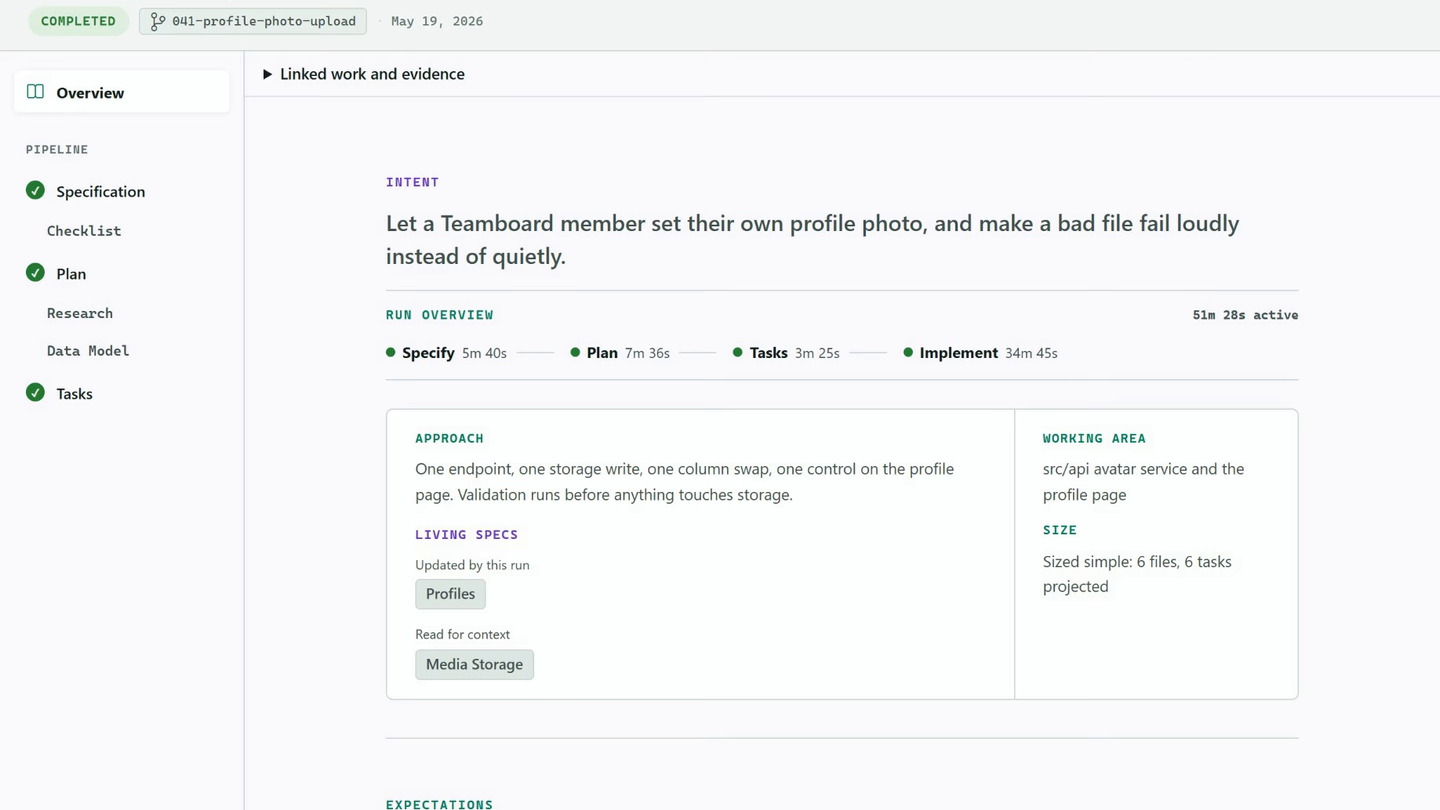 COMPLETED
041-profile-photo-upload
· May 19, 2026
Overview
PIPELINE
Specification
Checklist
Plan
Research
Data Model
Tasks
Linked work and evidence
INTENT
Let a Teamboard member set their own profile photo, and make a bad file fail loudly
instead of quietly.
RUN OVERVIEW
51m 28s active
Specify 5m 40s
Plan 7m 36s
Tasks 3m 25s
Implement 34m 45s
APPROACH
One endpoint, one storage write, one column swap, one control on the profile
page. Validation runs before anything touches storage.
LIVING SPECS
Updated by this run
Profiles
Read for context
Media Storage
WORKING AREA
src/api avatar service and the
profile page
SIZE
Sized simple: 6 files, 6 tasks
projected
EXPECTATIONS